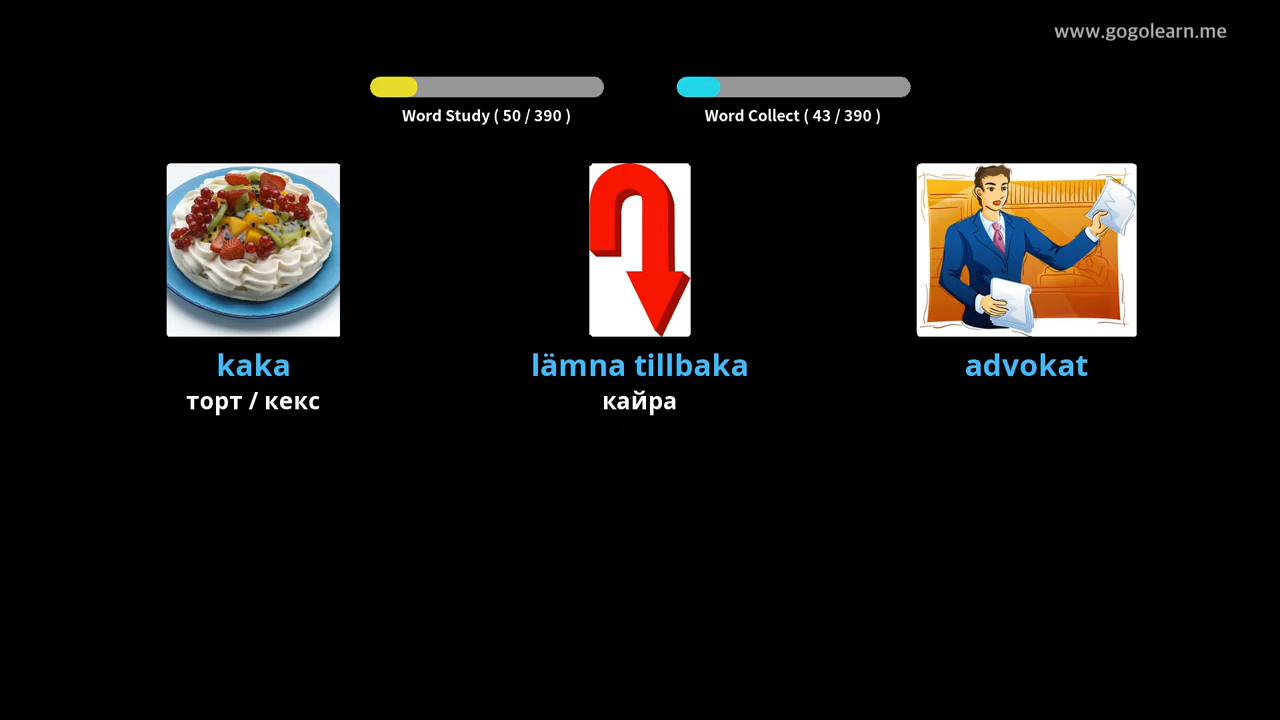 www.gogolearn.me
Word Study ( 50 / 390 )
Word Collect ( 43 / 390 )
kaka
lämna tillbaka
advokat
торт / кекс
кайра